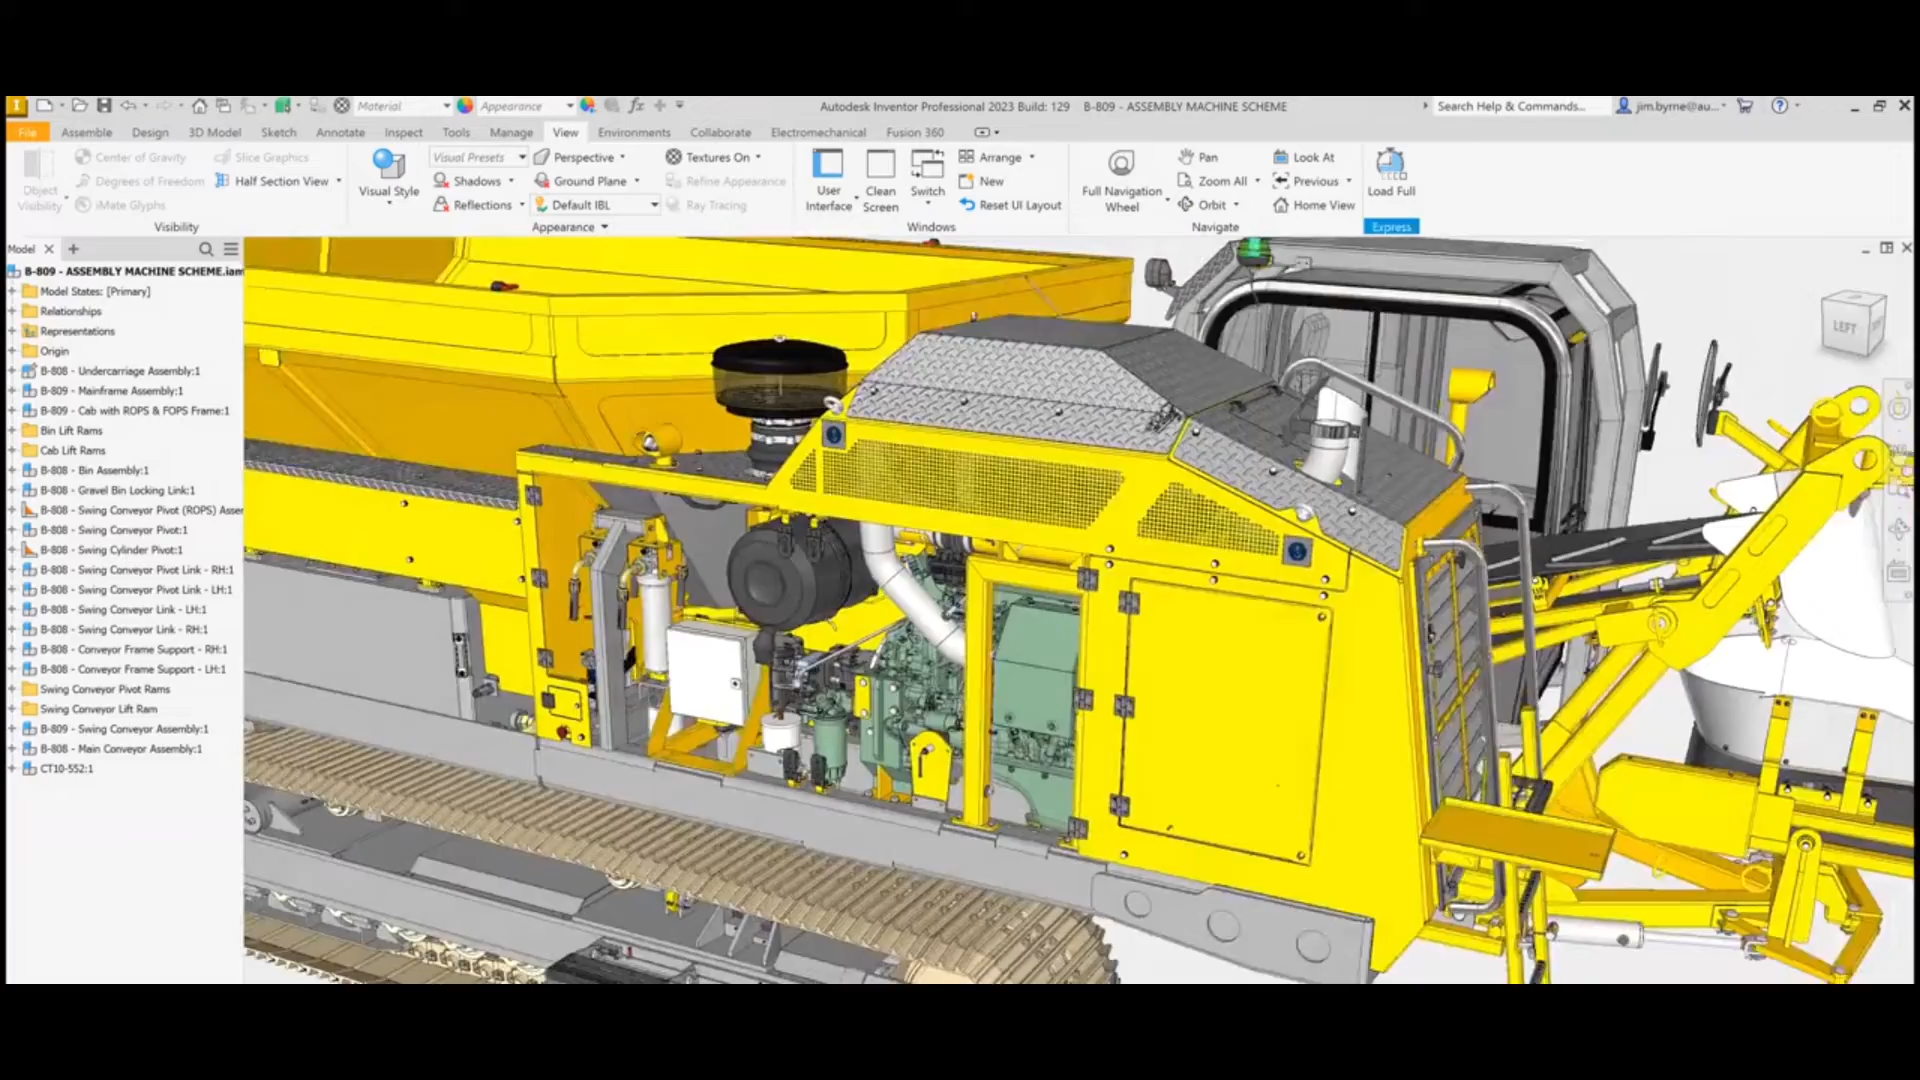 Material
Appearance
fx
Autodesk Inventor Professional 2023 Build: 129 B-809 - ASSEMBLY MACHINE SCHEME
Search Help & Commands...
jim.byrne@au...
File
Assemble
Design
3D Model
Sketch
Annotate
Inspect
Tools
Manage
View
Environments
Collaborate
Electromechanical
Fusion 360
Object Visibility
Center of Gravity
Degrees of Freedom
iMate Glyphs
Slice Graphics
Half Section View
Visibility
Visual Style
Visual Presets
Shadows
Reflections
Perspective
Ground Plane
Default IBL
Textures On
Refine Appearance
Ray Tracing
Appearance
User Interface
Clean Screen
Switch
Arrange
New
Reset UI Layout
Windows
Full Navigation Wheel
Pan
Zoom All
Orbit
Look At
Previous
Home View
Navigate
Load Full
Express
Model
B-809 - ASSEMBLY MACHINE SCHEME.iam
Model States: [Primary]
Relationships
Representations
Origin
B-808 - Undercarriage Assembly:1
B-809 - Mainframe Assembly:1
B-809 - Cab with ROPS & FOPS Frame:1
Bin Lift Rams
Cab Lift Rams
B-808 - Bin Assembly:1
B-808 - Gravel Bin Locking Link:1
B-808 - Swing Conveyor Pivot (ROPS) Asser
B-808 - Swing Conveyor Pivot:1
B-808 - Swing Cylinder Pivot:1
B-808 - Swing Conveyor Pivot Link - RH:1
B-808 - Swing Conveyor Pivot Link - LH:1
B-808 - Swing Conveyor Link - LH:1
B-808 - Swing Conveyor Link - RH:1
B-808 - Conveyor Frame Support - RH:1
B-808 - Conveyor Frame Support - LH:1
Swing Conveyor Pivot Rams
Swing Conveyor Lift Ram
B-809 - Swing Conveyor Assembly:1
B-808 - Main Conveyor Assembly:1
CT10-552:1
LEFT